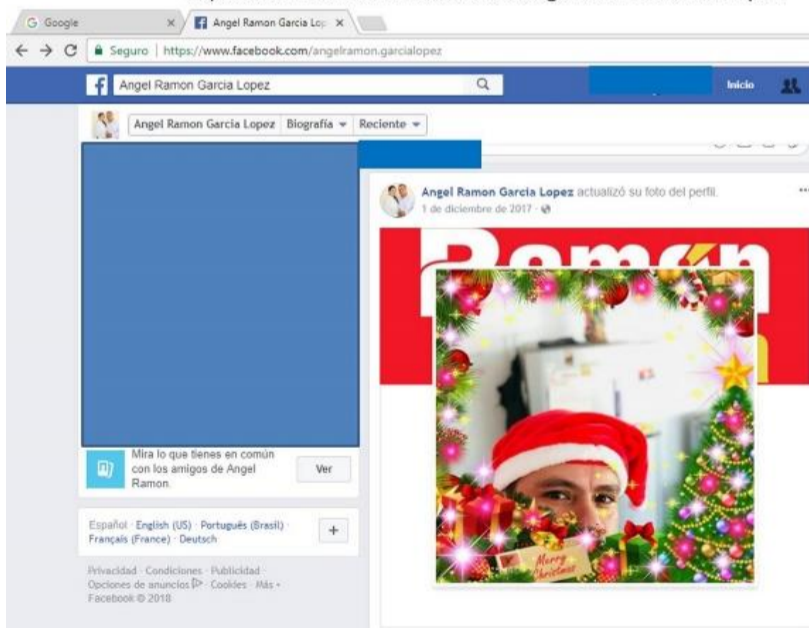 Google
Angel Ramon Garcia Lop
Seguro | https://www.facebook.com/angelramon.garcialopez
Angel Ramon Garcia Lopez
Inicio
Angel Ramon Garcia Lopez Biografía Reciente
Angel Ramon Garcia Lopez actualizó su foto del perfil.
1 de diciembre de 2017
Ramón
Merry
Christmas
Mira lo que tienes en común
con los amigos de Angel
Ramon.
Ver
Español · English (US) · Português (Brasil) ·
Français (France) · Deutsch
Privacidad · Condiciones · Publicidad ·
Opciones de anuncios · Cookies · Más
Facebook © 2018